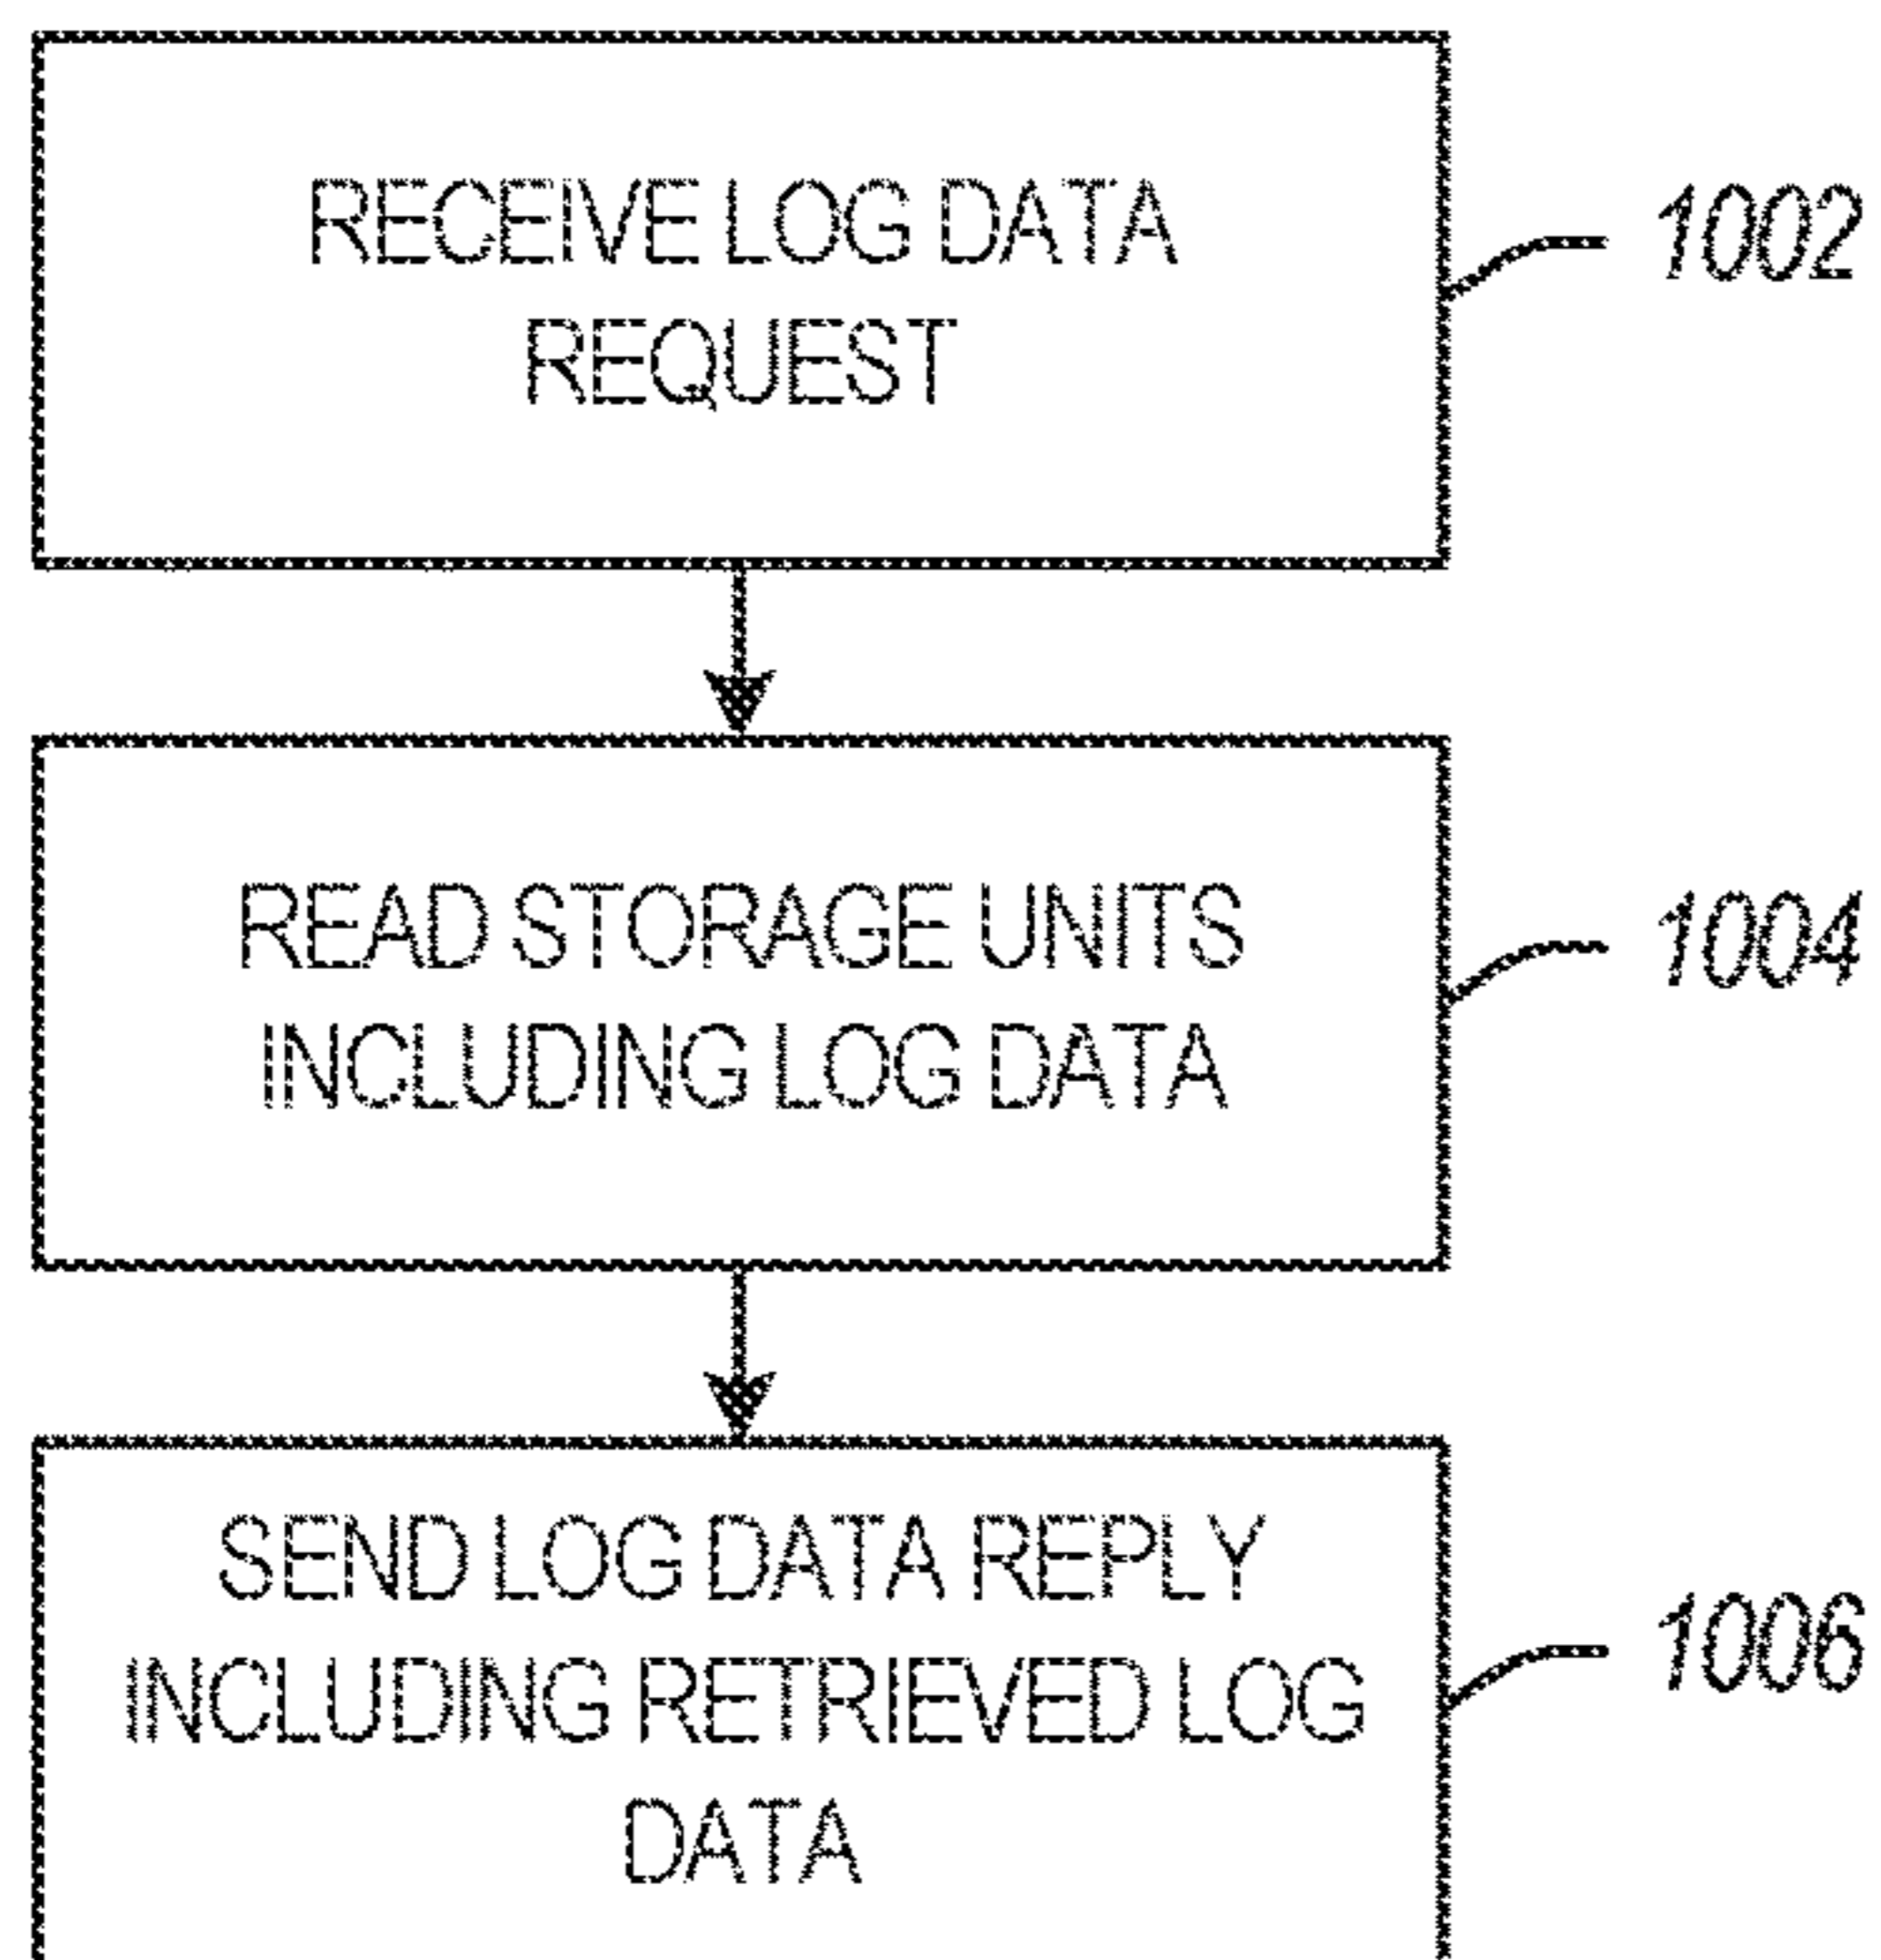 RECEIVE LOG DATA
REQUEST
1002
READ STORAGE UNITS
INCLUDING LOG DATA
1004
SEND LOG DATA REPLY
INCLUDING RETRIEVED LOG
DATA
1006